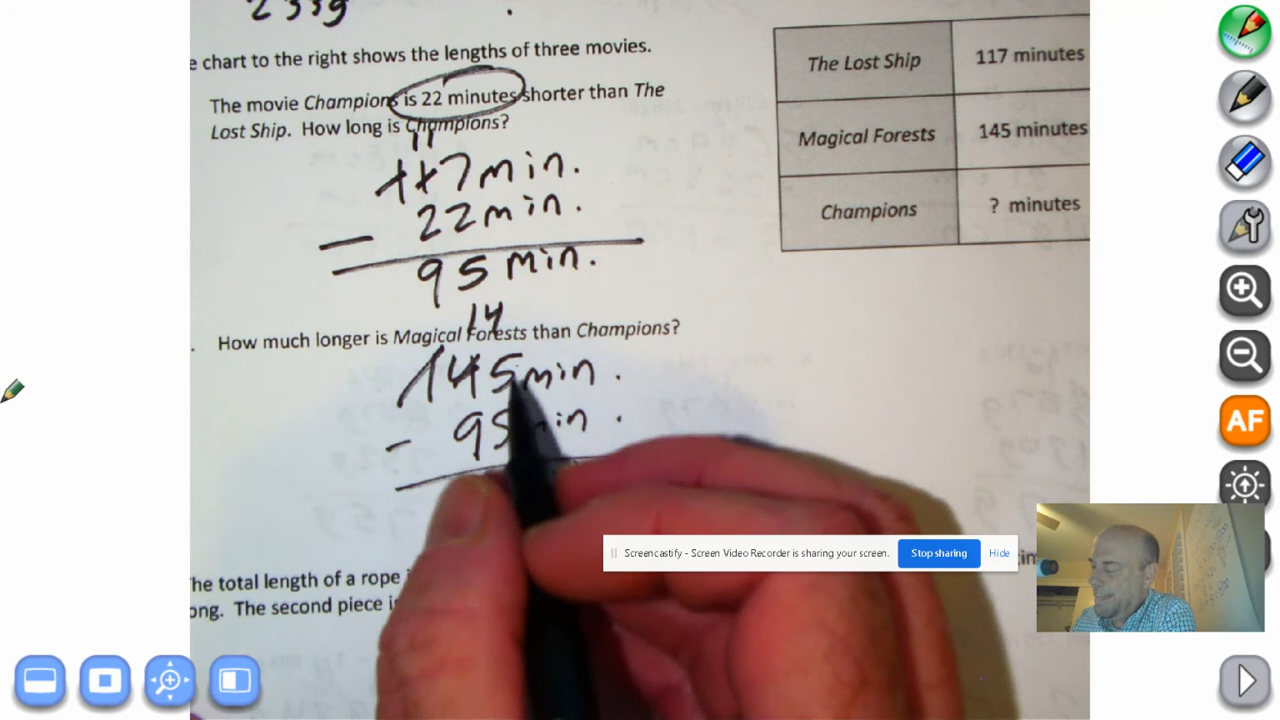 2339
e chart to the right shows the lengths of three movies.
The movie Champions is 22 minutes shorter than The
Lost Ship. How long is Champions?
11
117 min.
- 22 min.
95 min.
. How much longer is Magical Forests than Champions?
14
145 min.
- 95 min.
he total length of a rope
ong. The second piece i
The Lost Ship 117 minutes
Magical Forests 145 minutes
Champions ? minutes
Screencastify - Screen Video Recorder is sharing your screen. Stop sharing Hide
AF